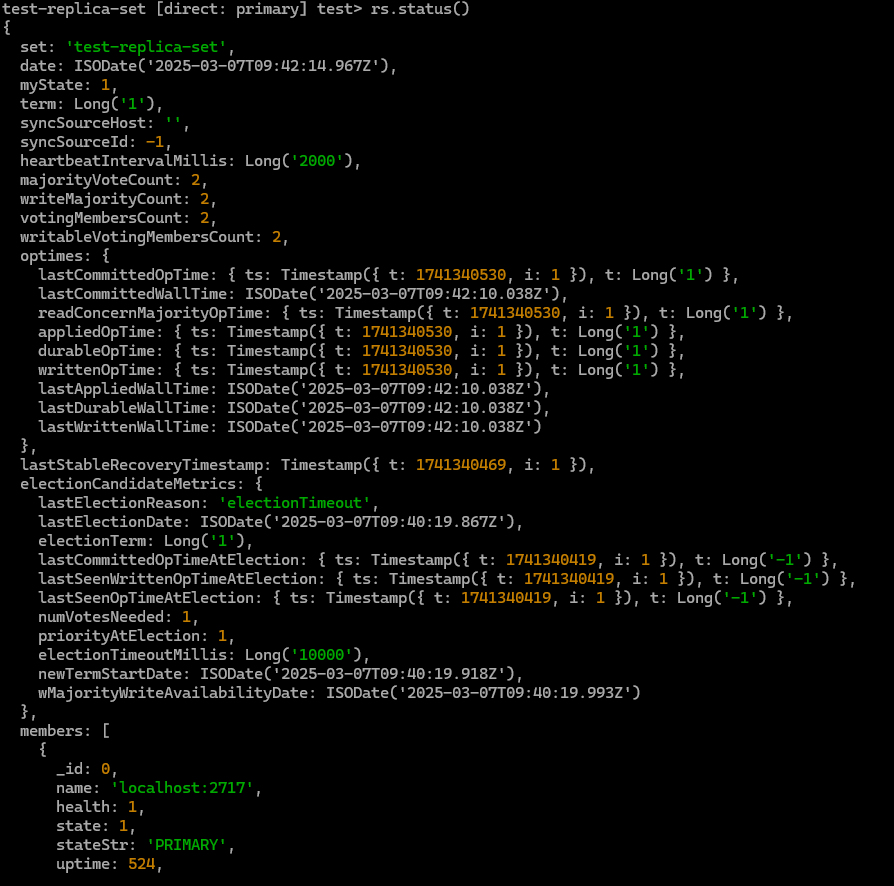 test-replica-set [direct: primary] test> rs.status()
{
  set: 'test-replica-set',
  date: ISODate('2025-03-07T09:42:14.967Z'),
  myState: 1,
  term: Long('1'),
  syncSourceHost: '',
  syncSourceId: -1,
  heartbeatIntervalMillis: Long('2000'),
  majorityVoteCount: 2,
  writeMajorityCount: 2,
  votingMembersCount: 2,
  writableVotingMembersCount: 2,
  optimes: {
    lastCommittedOpTime: { ts: Timestamp({ t: 1741340530, i: 1 }), t: Long('1') },
    lastCommittedWallTime: ISODate('2025-03-07T09:42:10.038Z'),
    readConcernMajorityOpTime: { ts: Timestamp({ t: 1741340530, i: 1 }), t: Long('1') },
    appliedOpTime: { ts: Timestamp({ t: 1741340530, i: 1 }), t: Long('1') },
    durableOpTime: { ts: Timestamp({ t: 1741340530, i: 1 }), t: Long('1') },
    writtenOpTime: { ts: Timestamp({ t: 1741340530, i: 1 }), t: Long('1') },
    lastAppliedWallTime: ISODate('2025-03-07T09:42:10.038Z'),
    lastDurableWallTime: ISODate('2025-03-07T09:42:10.038Z'),
    lastWrittenWallTime: ISODate('2025-03-07T09:42:10.038Z')
  },
  lastStableRecoveryTimestamp: Timestamp({ t: 1741340469, i: 1 }),
  electionCandidateMetrics: {
    lastElectionReason: 'electionTimeout',
    lastElectionDate: ISODate('2025-03-07T09:40:19.867Z'),
    electionTerm: Long('1'),
    lastCommittedOpTimeAtElection: { ts: Timestamp({ t: 1741340419, i: 1 }), t: Long('-1') },
    lastSeenWrittenOpTimeAtElection: { ts: Timestamp({ t: 1741340419, i: 1 }), t: Long('-1') },
    lastSeenOpTimeAtElection: { ts: Timestamp({ t: 1741340419, i: 1 }), t: Long('-1') },
    numVotesNeeded: 1,
    priorityAtElection: 1,
    electionTimeoutMillis: Long('10000'),
    newTermStartDate: ISODate('2025-03-07T09:40:19.918Z'),
    wMajorityWriteAvailabilityDate: ISODate('2025-03-07T09:40:19.993Z')
  },
  members: [
    {
      _id: 0,
      name: 'localhost:2717',
      health: 1,
      state: 1,
      stateStr: 'PRIMARY',
      uptime: 524,